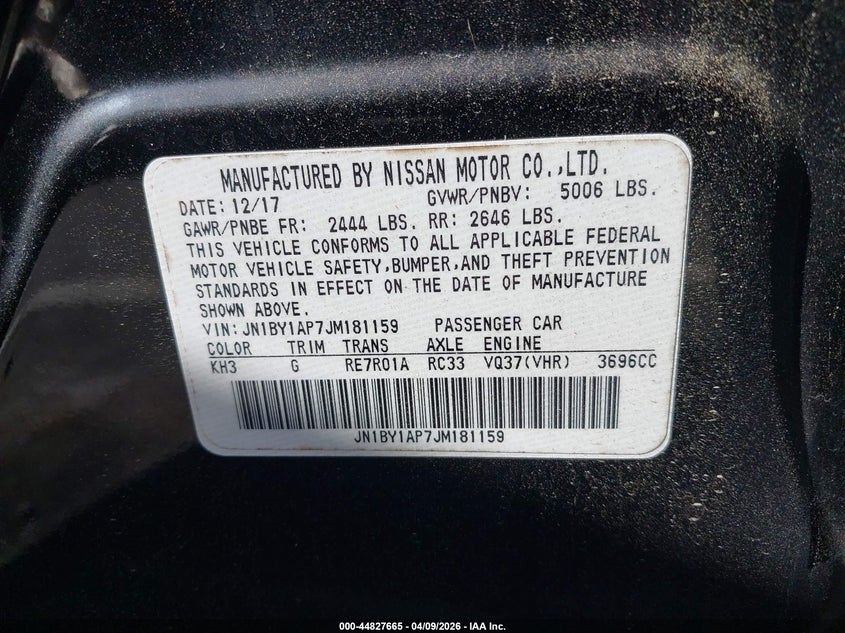 MANUFACTURED BY NISSAN MOTOR CO.,LTD.
DATE: 12/17 GVWR/PNBV: 5006 LBS.
GAWR/PNBE FR: 2444 LBS. RR: 2646 LBS.
THIS VEHICLE CONFORMS TO ALL APPLICABLE FEDERAL
MOTOR VEHICLE SAFETY,BUMPER,AND THEFT PREVENTION
STANDARDS IN EFFECT ON THE DATE OF MANUFACTURE
SHOWN ABOVE.
VIN:JN1BY1AP7JM181159 PASSENGER CAR
COLOR TRIM TRANS AXLE ENGINE
KH3 G RE7R01A RC33 VQ37(VHR) 3696CC
JN1BY1AP7JM181159
000-44827665 | 04/09/2026 - IAA Inc.